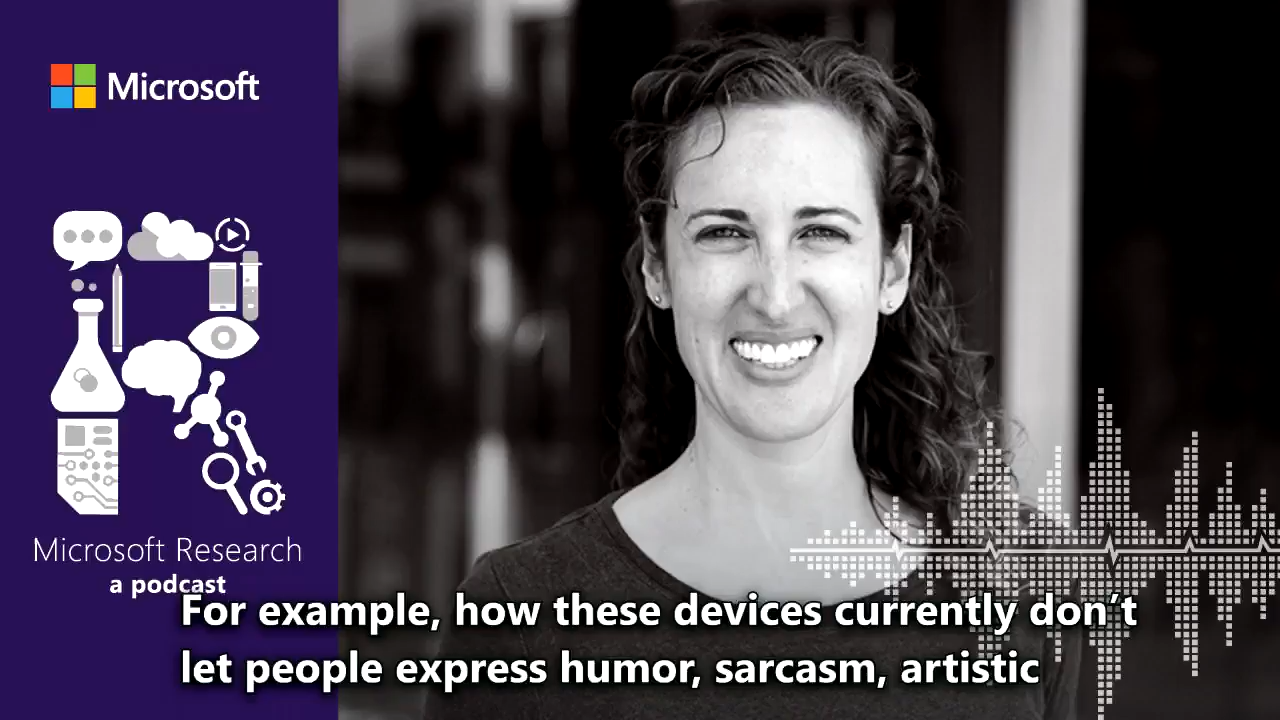 Microsoft
Microsoft Research
a podcast
For example, how these devices currently don’t
let people express humor, sarcasm, artistic